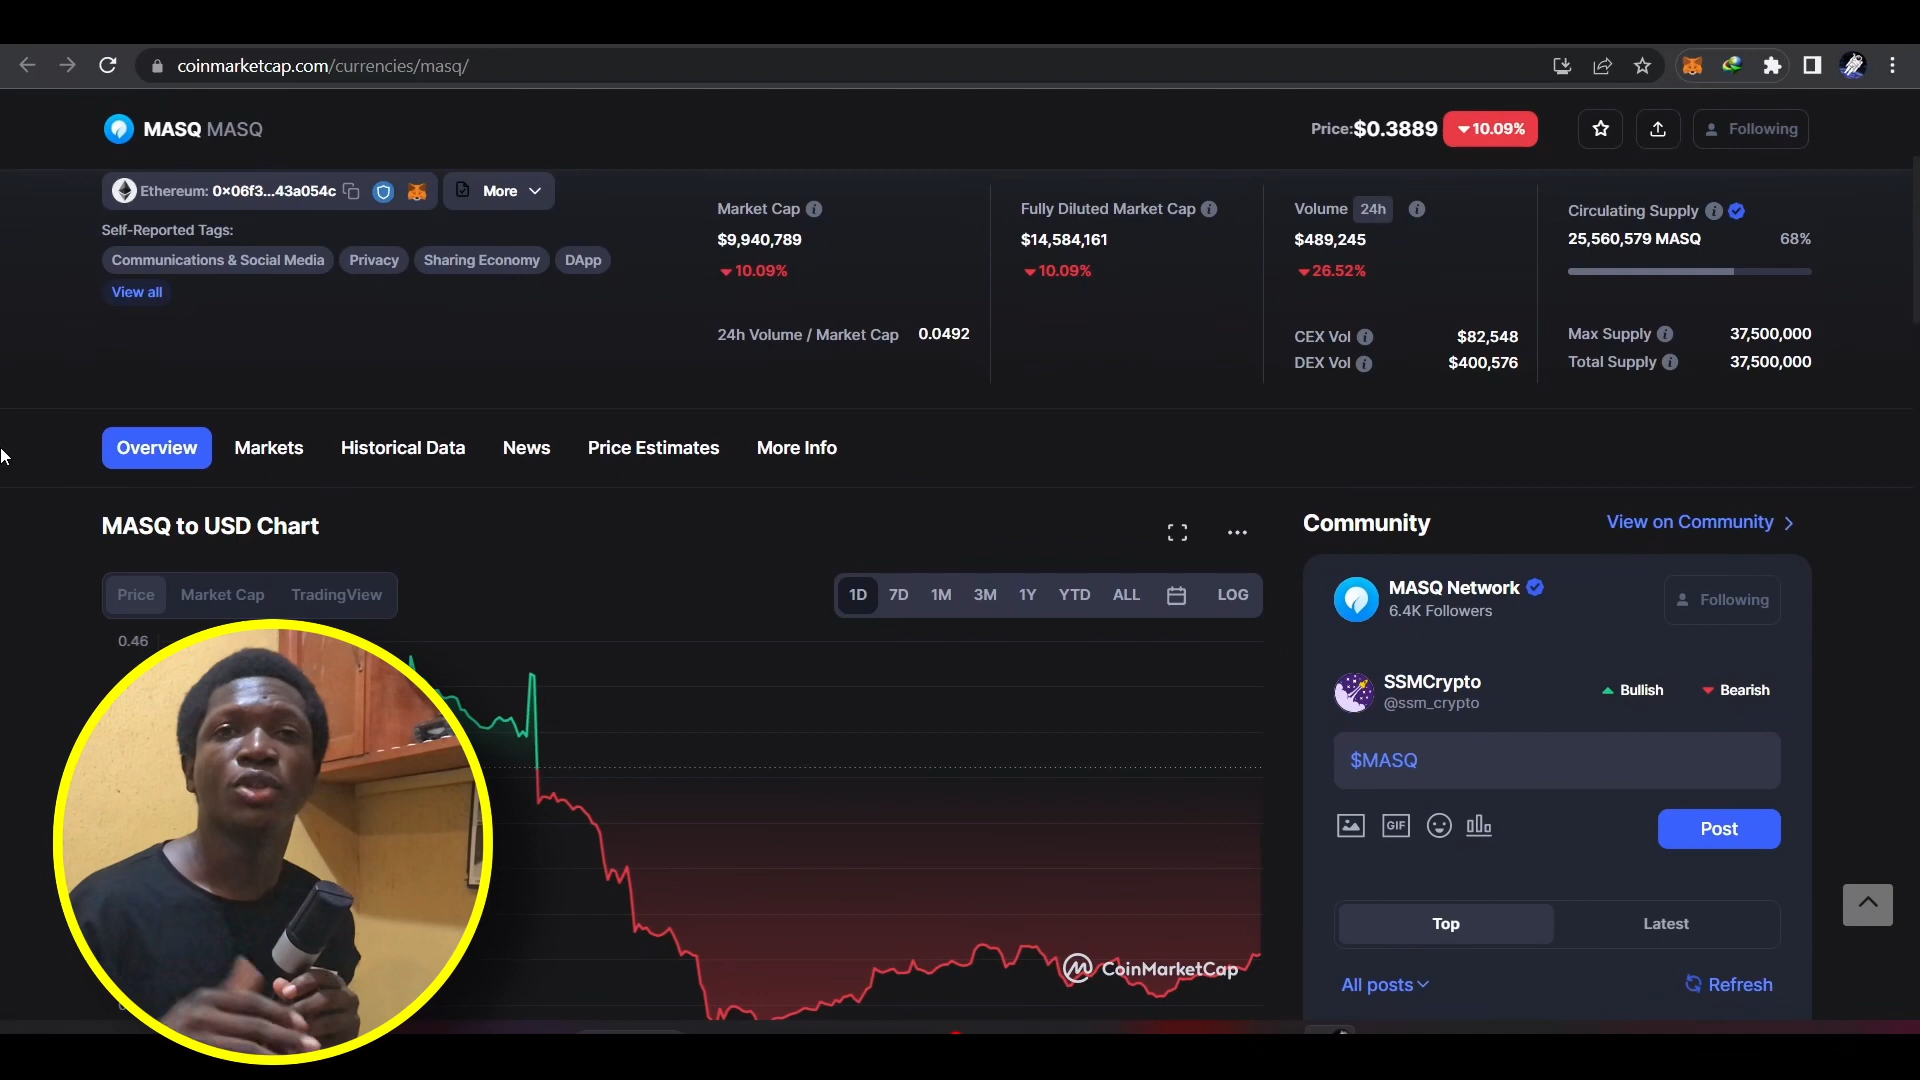 coinmarketcap.com/currencies/masq/
MASQ MASQ
Price:$0.3889
10.09%
Following
Ethereum: 0x06f3...43a054c
More
Self-Reported Tags:
Communications & Social Media
Privacy
Sharing Economy
DApp
View all
Market Cap
$9,940,789
10.09%
24h Volume / Market Cap 0.0492
Fully Diluted Market Cap
$14,584,161
10.09%
Volume 24h
$489,245
26.52%
CEX Vol $82,548
DEX Vol $400,576
Circulating Supply
25,560,579 MASQ 68%
Max Supply 37,500,000
Total Supply 37,500,000
Overview
Markets
Historical Data
News
Price Estimates
More Info
MASQ to USD Chart
Price
Market Cap
TradingView
1D
7D
1M
3M
1Y
YTD
ALL
LOG
0.46
CoinMarketCap
Community
View on Community
MASQ Network
6.4K Followers
Following
SSMCrypto
@ssm_crypto
Bullish
Bearish
$MASQ
GIF
Post
Top
Latest
All posts
Refresh